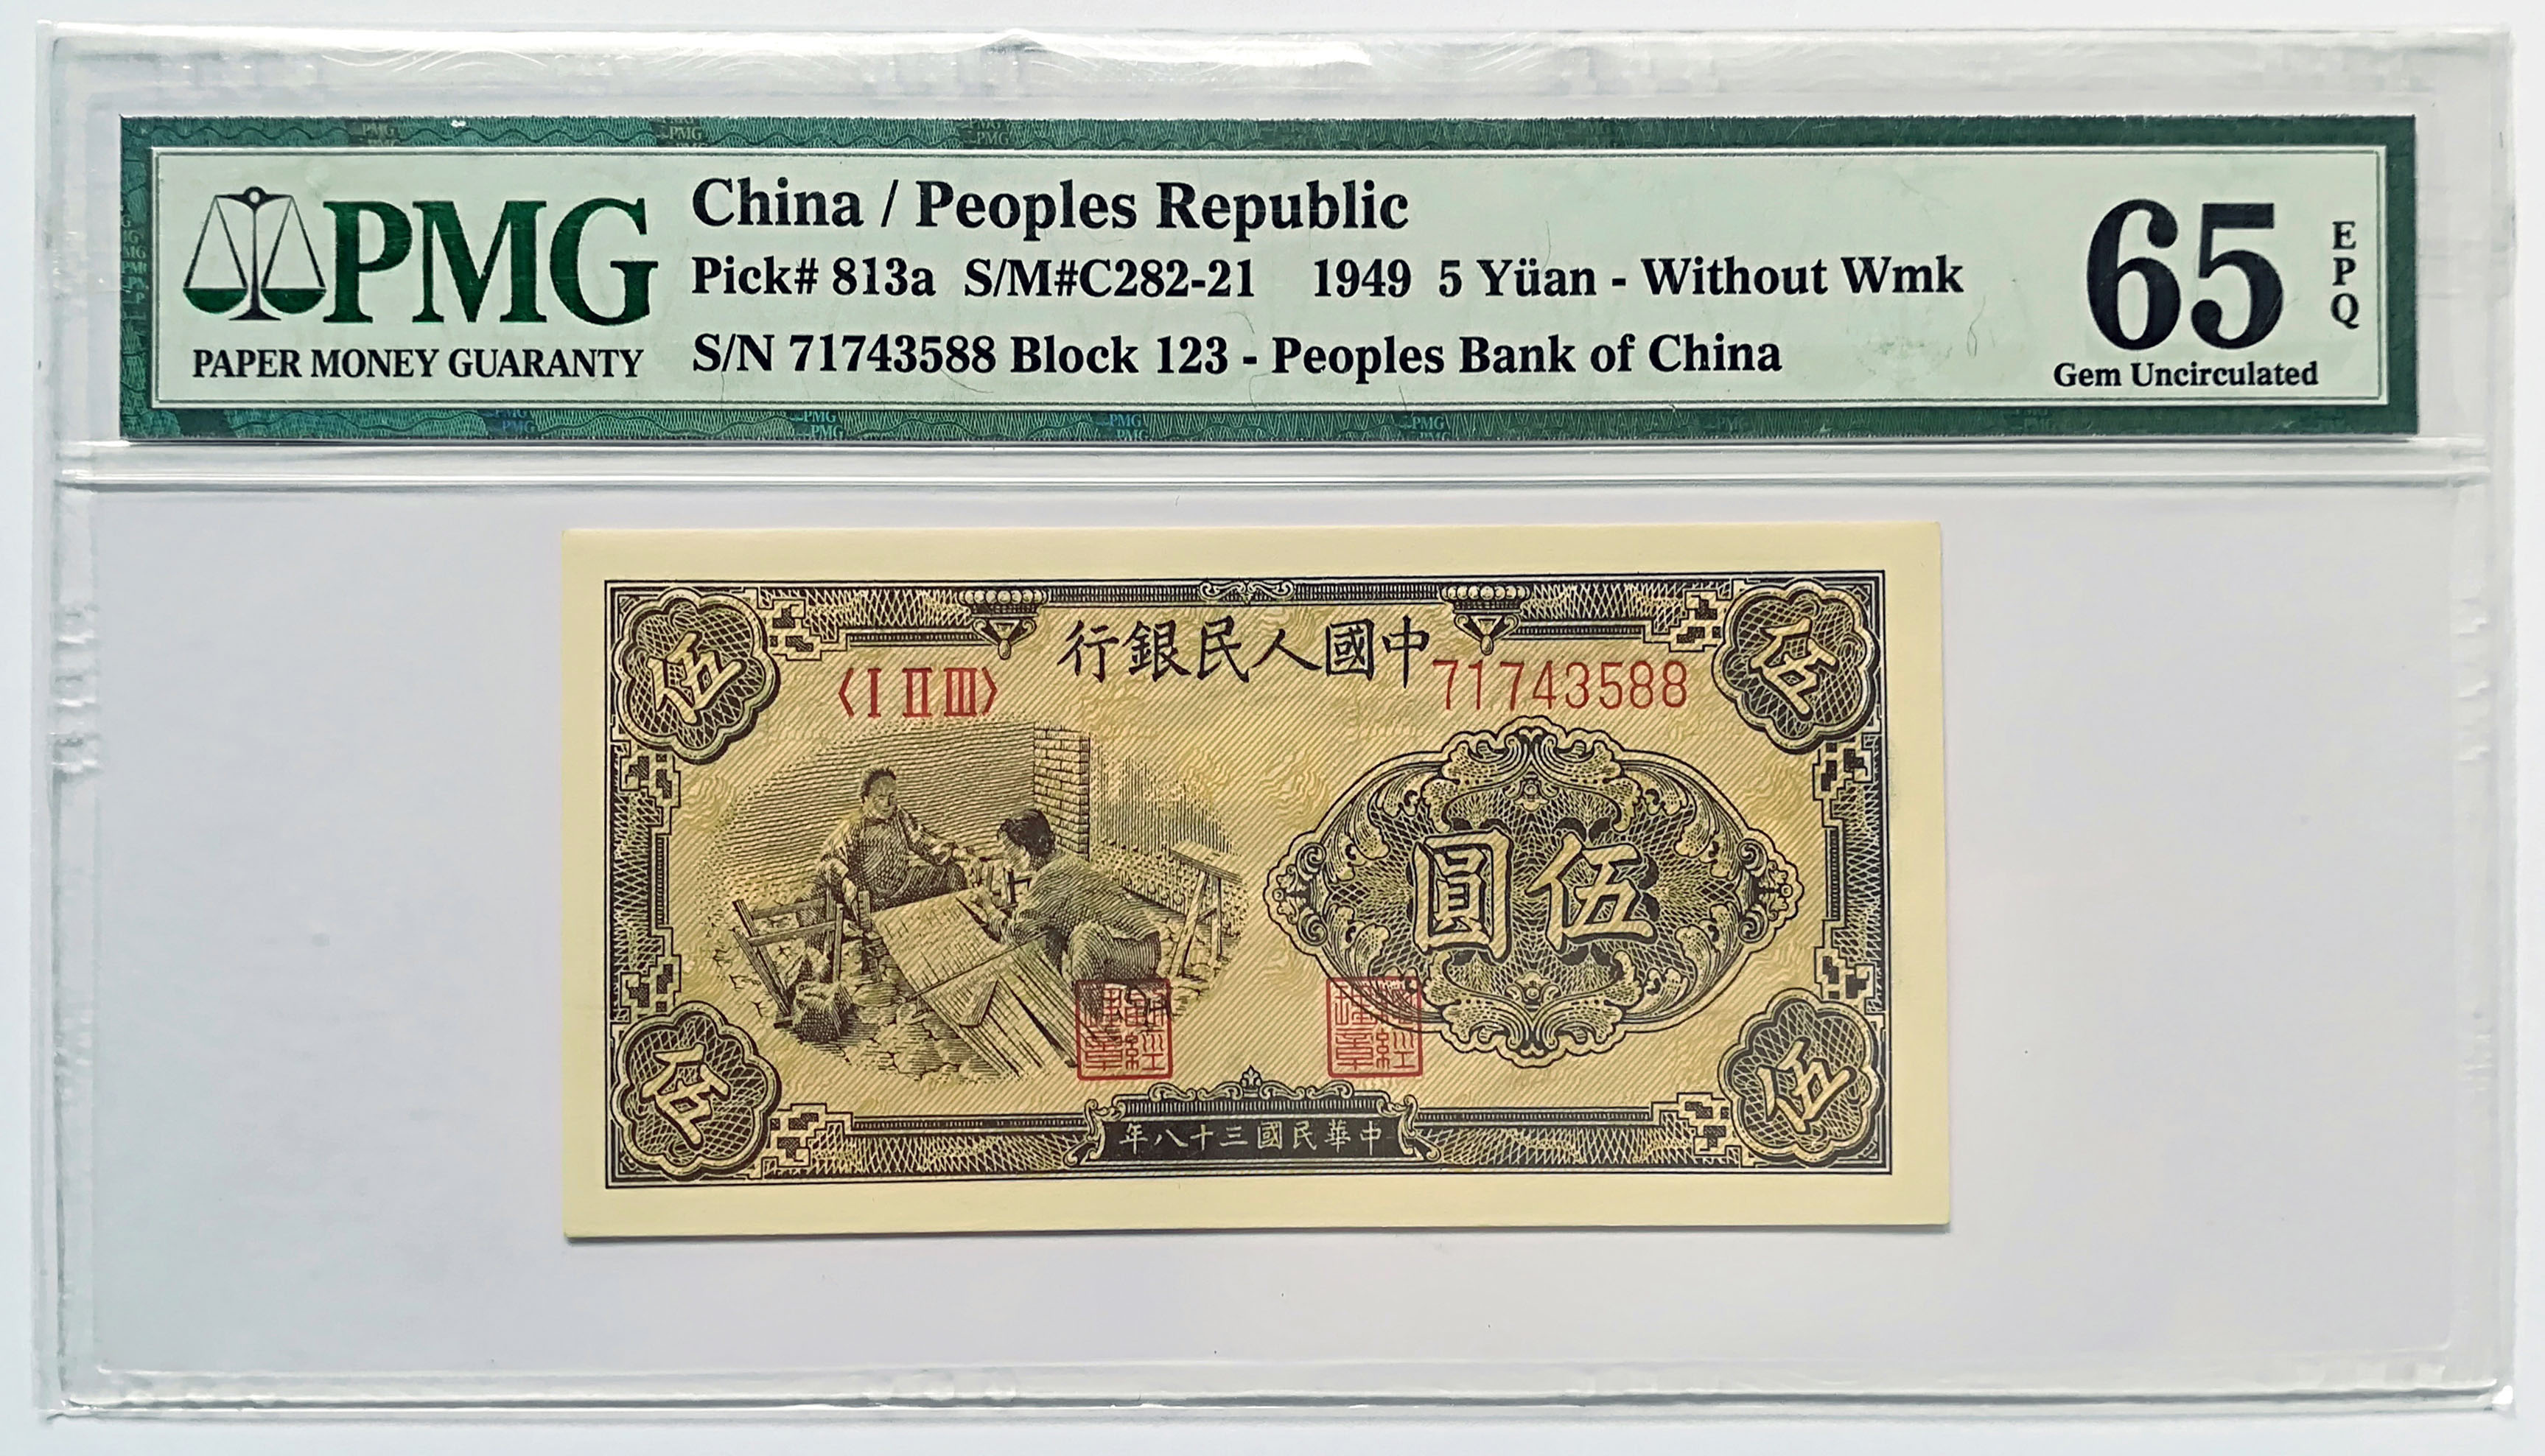 PMG
PAPER MONEY GUARANTY
China / Peoples Republic
Pick# 813a S/M#C282-21 1949 5 Yüan - Without Wmk
S/N 71743588 Block 123 - Peoples Bank of China
65
EPQ
Gem Uncirculated
行銀民人國中
〈Ⅰ Ⅱ Ⅲ〉
71743588
伍
伍
圓伍
伍
伍
年八十三國民華中